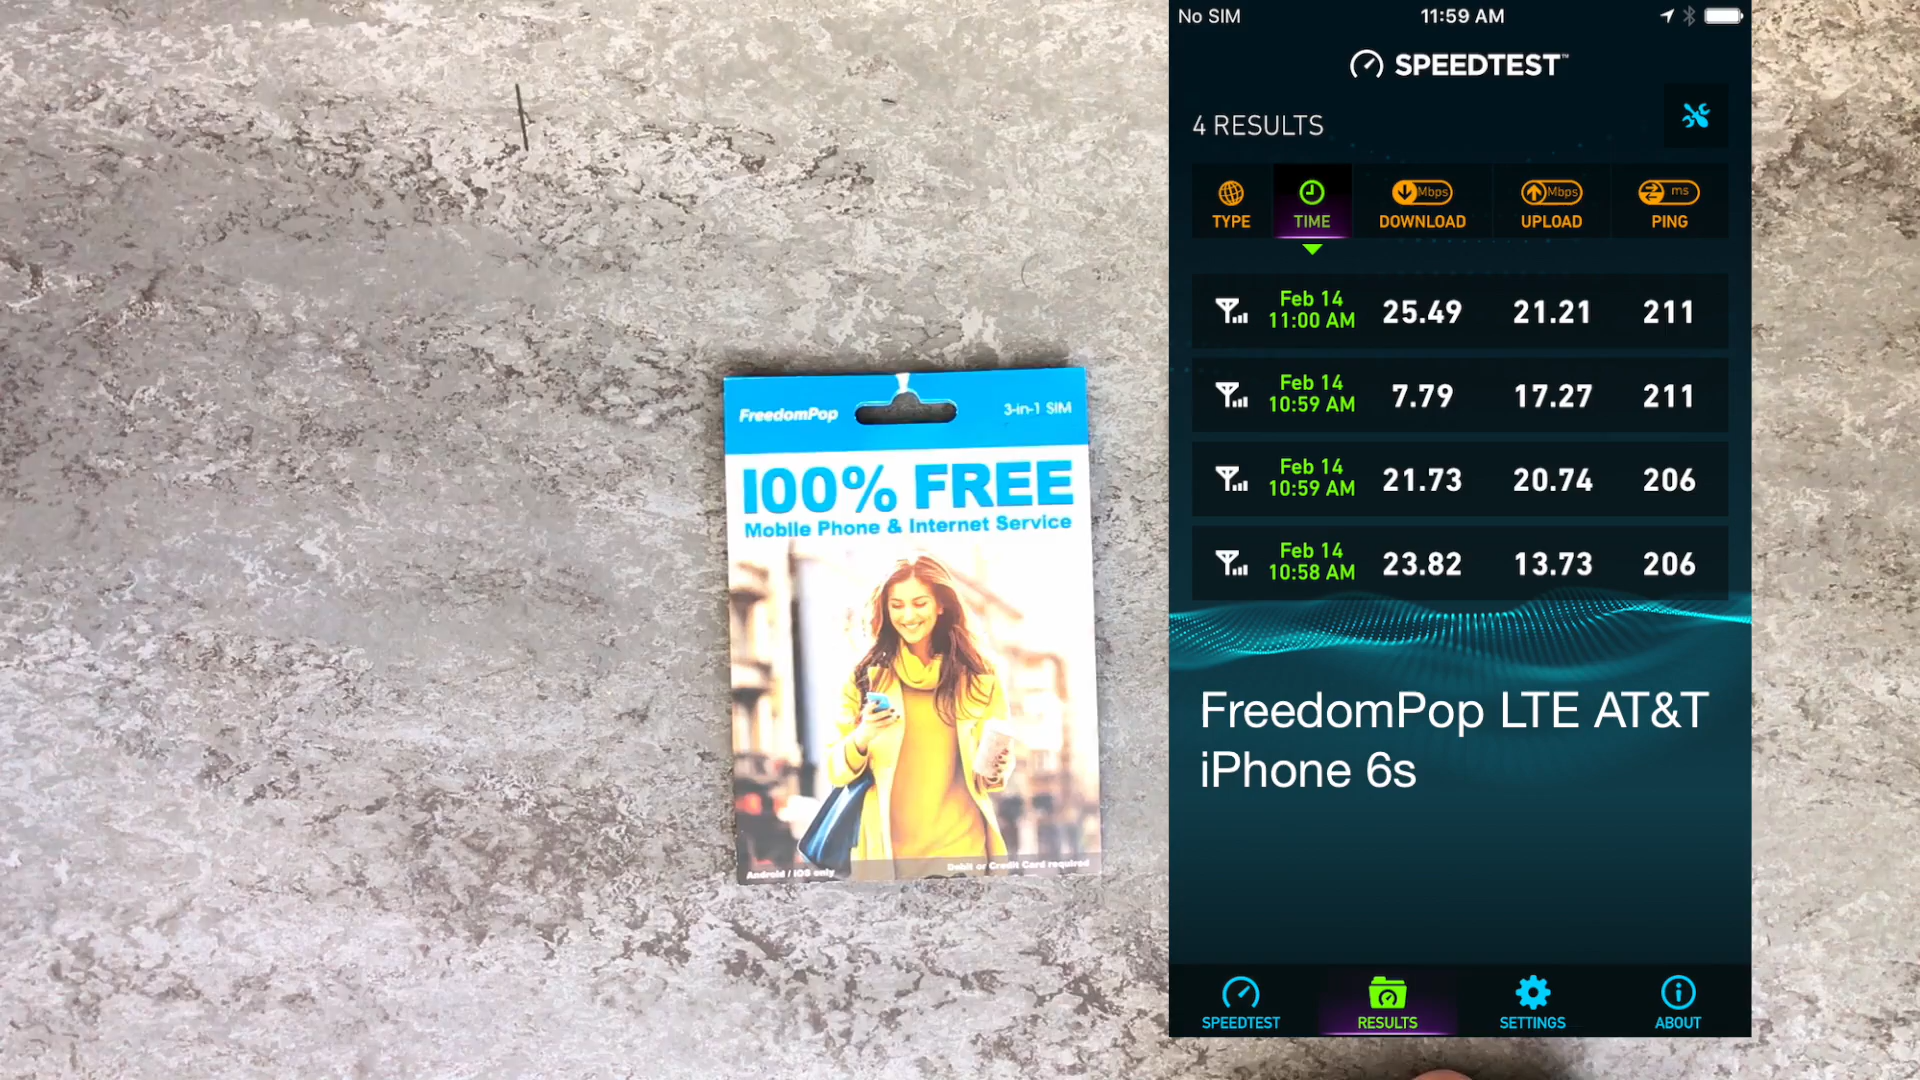 FreedomPop
3-in-1 SIM
100% FREE
Mobile Phone & Internet Service
Android / iOS only
Debit or Credit Card required
No SIM
11:59 AM
SPEEDTEST™
4 RESULTS
Mbps Mbps ms
TYPE TIME DOWNLOAD UPLOAD PING
Feb 14
11:00 AM 25.49 21.21 211
Feb 14
10:59 AM 7.79 17.27 211
Feb 14
10:59 AM 21.73 20.74 206
Feb 14
10:58 AM 23.82 13.73 206
FreedomPop LTE AT&T
iPhone 6s
SPEEDTEST RESULTS SETTINGS ABOUT